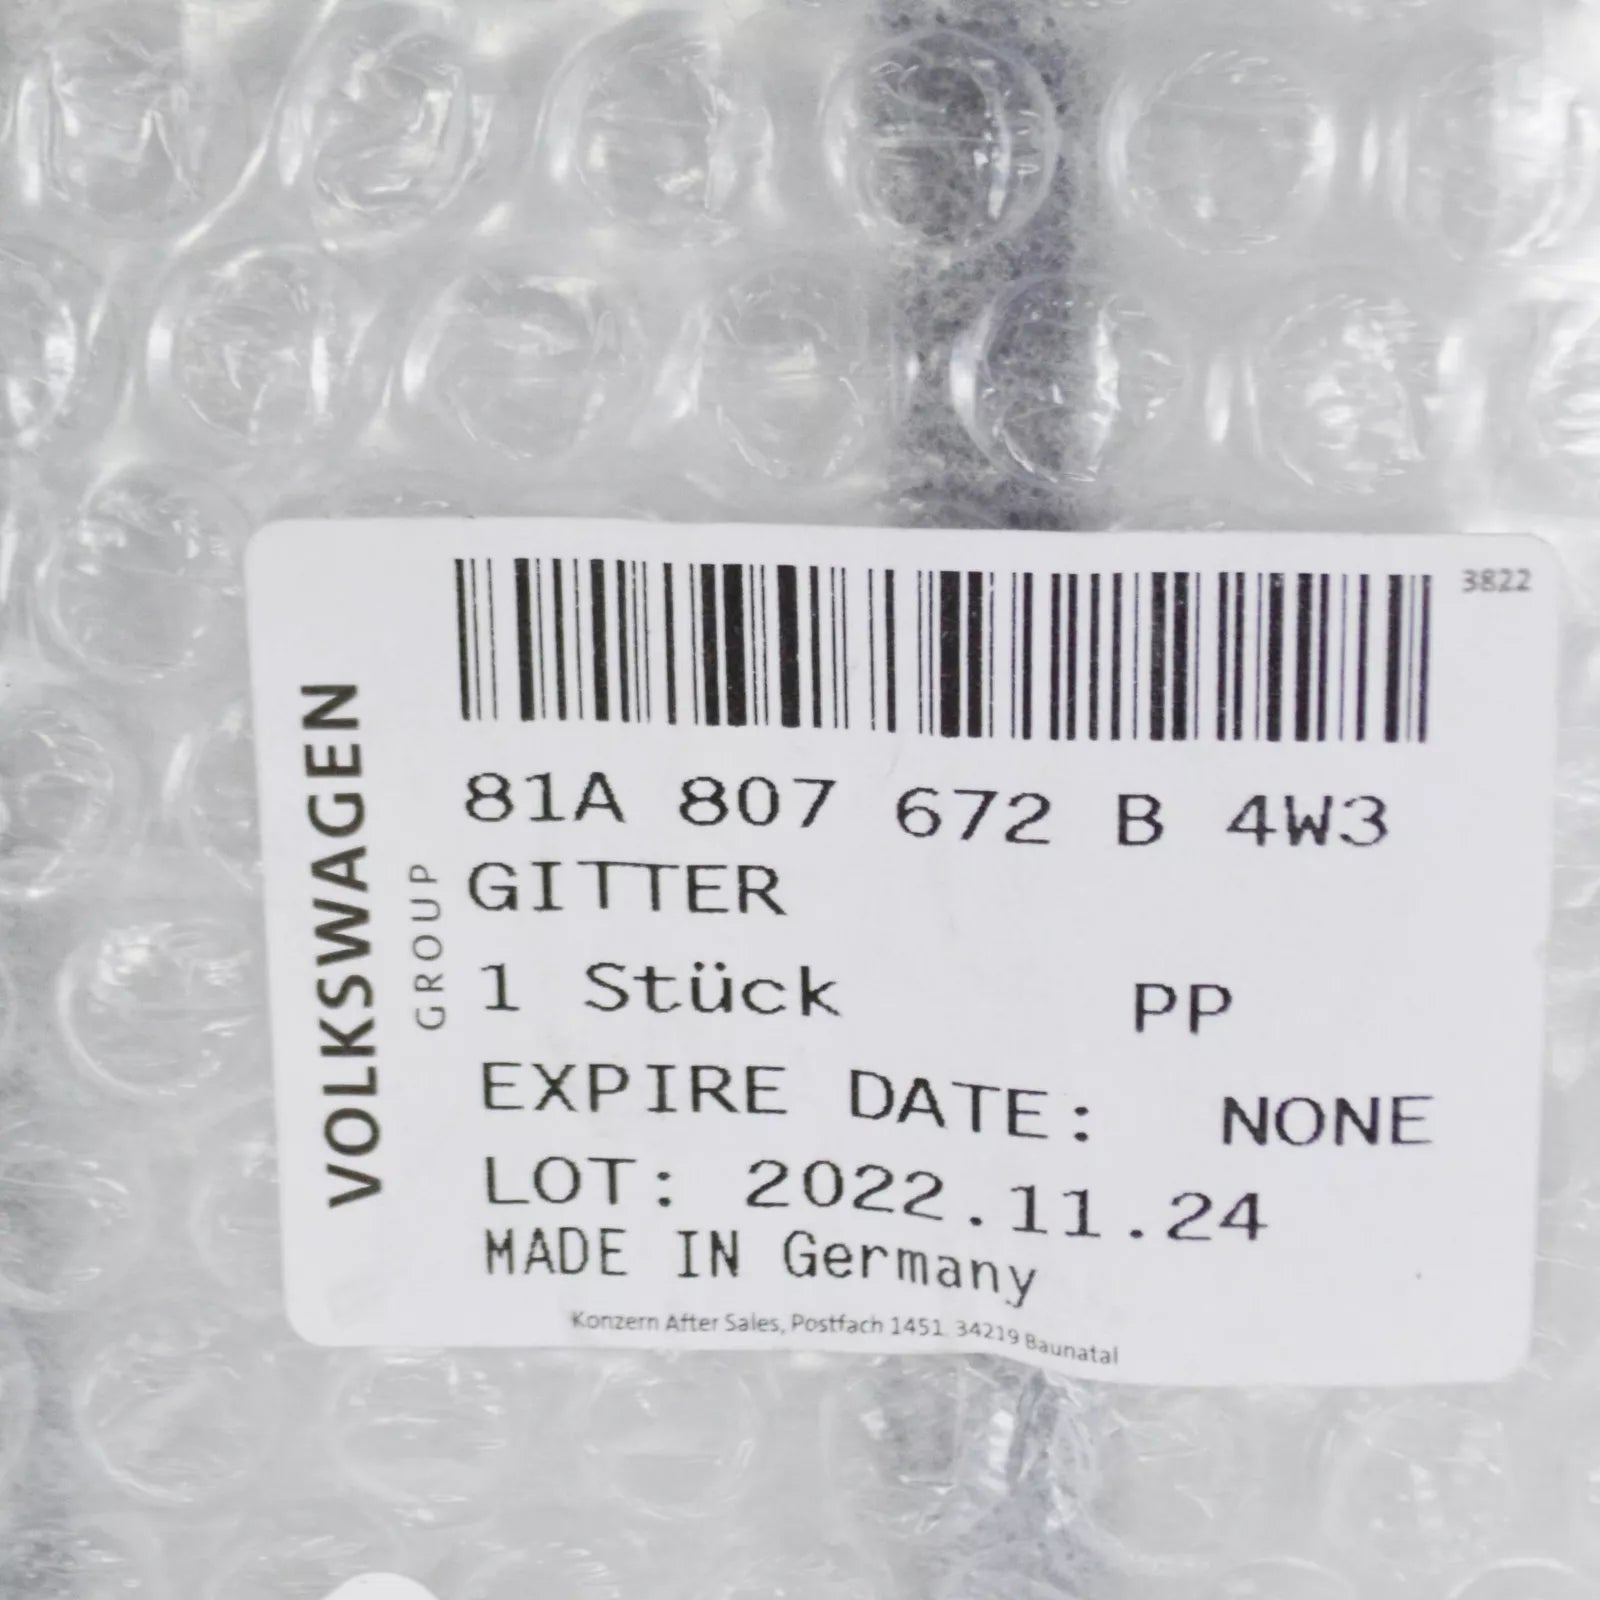 3822
81A 807 672 B 4W3
GITTER
1 Stück PP
EXPIRE DATE: NONE
LOT: 2022.11.24
MADE IN Germany
Konzern After Sales, Postfach 1451 34219 Baunatal
VOLKSWAGEN
GROUP